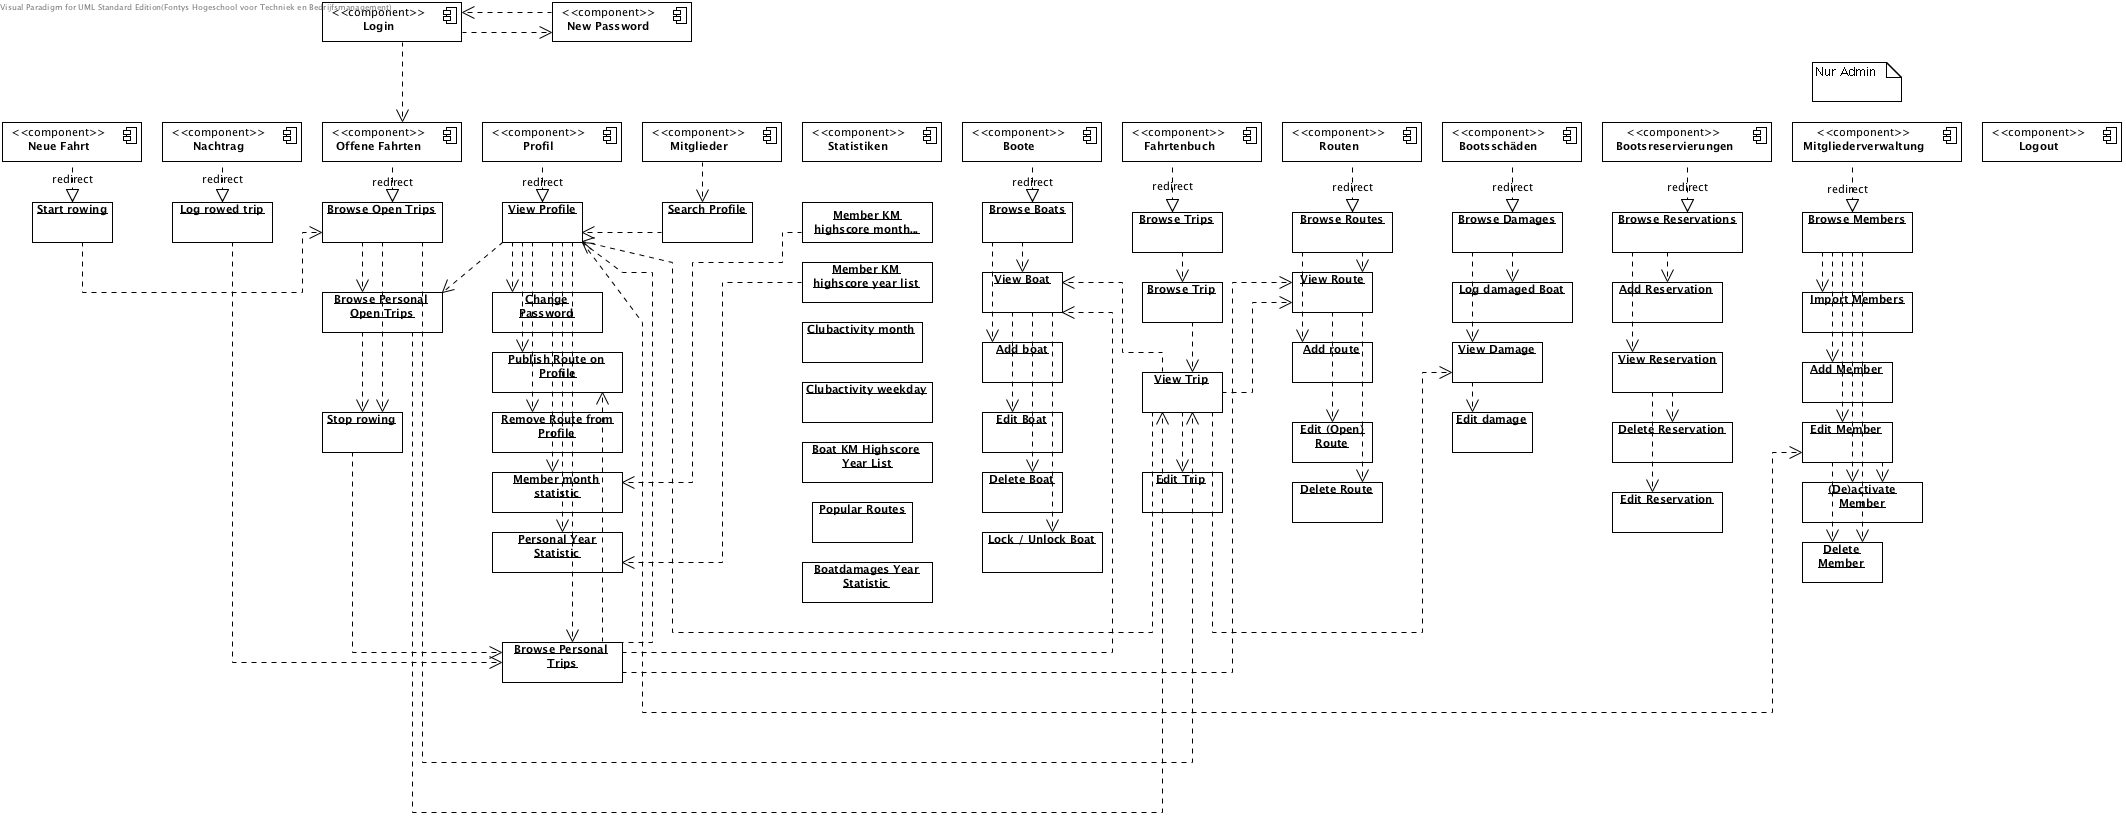 Visual Paradigm for UML Standard Edition(Fontys Hogeschool voor Techniek en Bedrijfsmanagement)
<<component>>
Login
<<component>>
New Password
Nur Admin
<<component>>
Neue Fahrt
<<component>>
Nachtrag
<<component>>
Offene Fahrten
<<component>>
Profil
<<component>>
Mitglieder
<<component>>
Statistiken
<<component>>
Boote
<<component>>
Fahrtenbuch
<<component>>
Routen
<<component>>
Bootsschäden
<<component>>
Bootsreservierungen
<<component>>
Mitgliederverwaltung
<<component>>
Logout
redirect
redirect
redirect
redirect
redirect
redirect
redirect
redirect
redirect
redirect
Start rowing
Log rowed trip
Browse Open Trips
View Profile
Search Profile
Member KM
highscore month...
Browse Boats
Browse Trips
Browse Routes
Browse Damages
Browse Reservations
Browse Members
Member KM
highscore year list
View Boat
Browse Trip
View Route
Log damaged Boat
Add Reservation
Import Members
Browse Personal
Open Trips
Change
Password
Clubactivity month
Add boat
Add route
View Damage
View Reservation
Add Member
Publish Route on
Profile
Clubactivity weekday
View Trip
Stop rowing
Remove Route from
Profile
Edit Boat
Edit (Open)
Route
Edit damage
Delete Reservation
Edit Member
Boat KM Highscore
Year List
Member month
statistic
Delete Boat
Edit Trip
Delete Route
Edit Reservation
(De)activate
Member
Popular Routes
Personal Year
Statistic
Lock / Unlock Boat
Delete
Member
Boatdamages Year
Statistic
Browse Personal
Trips